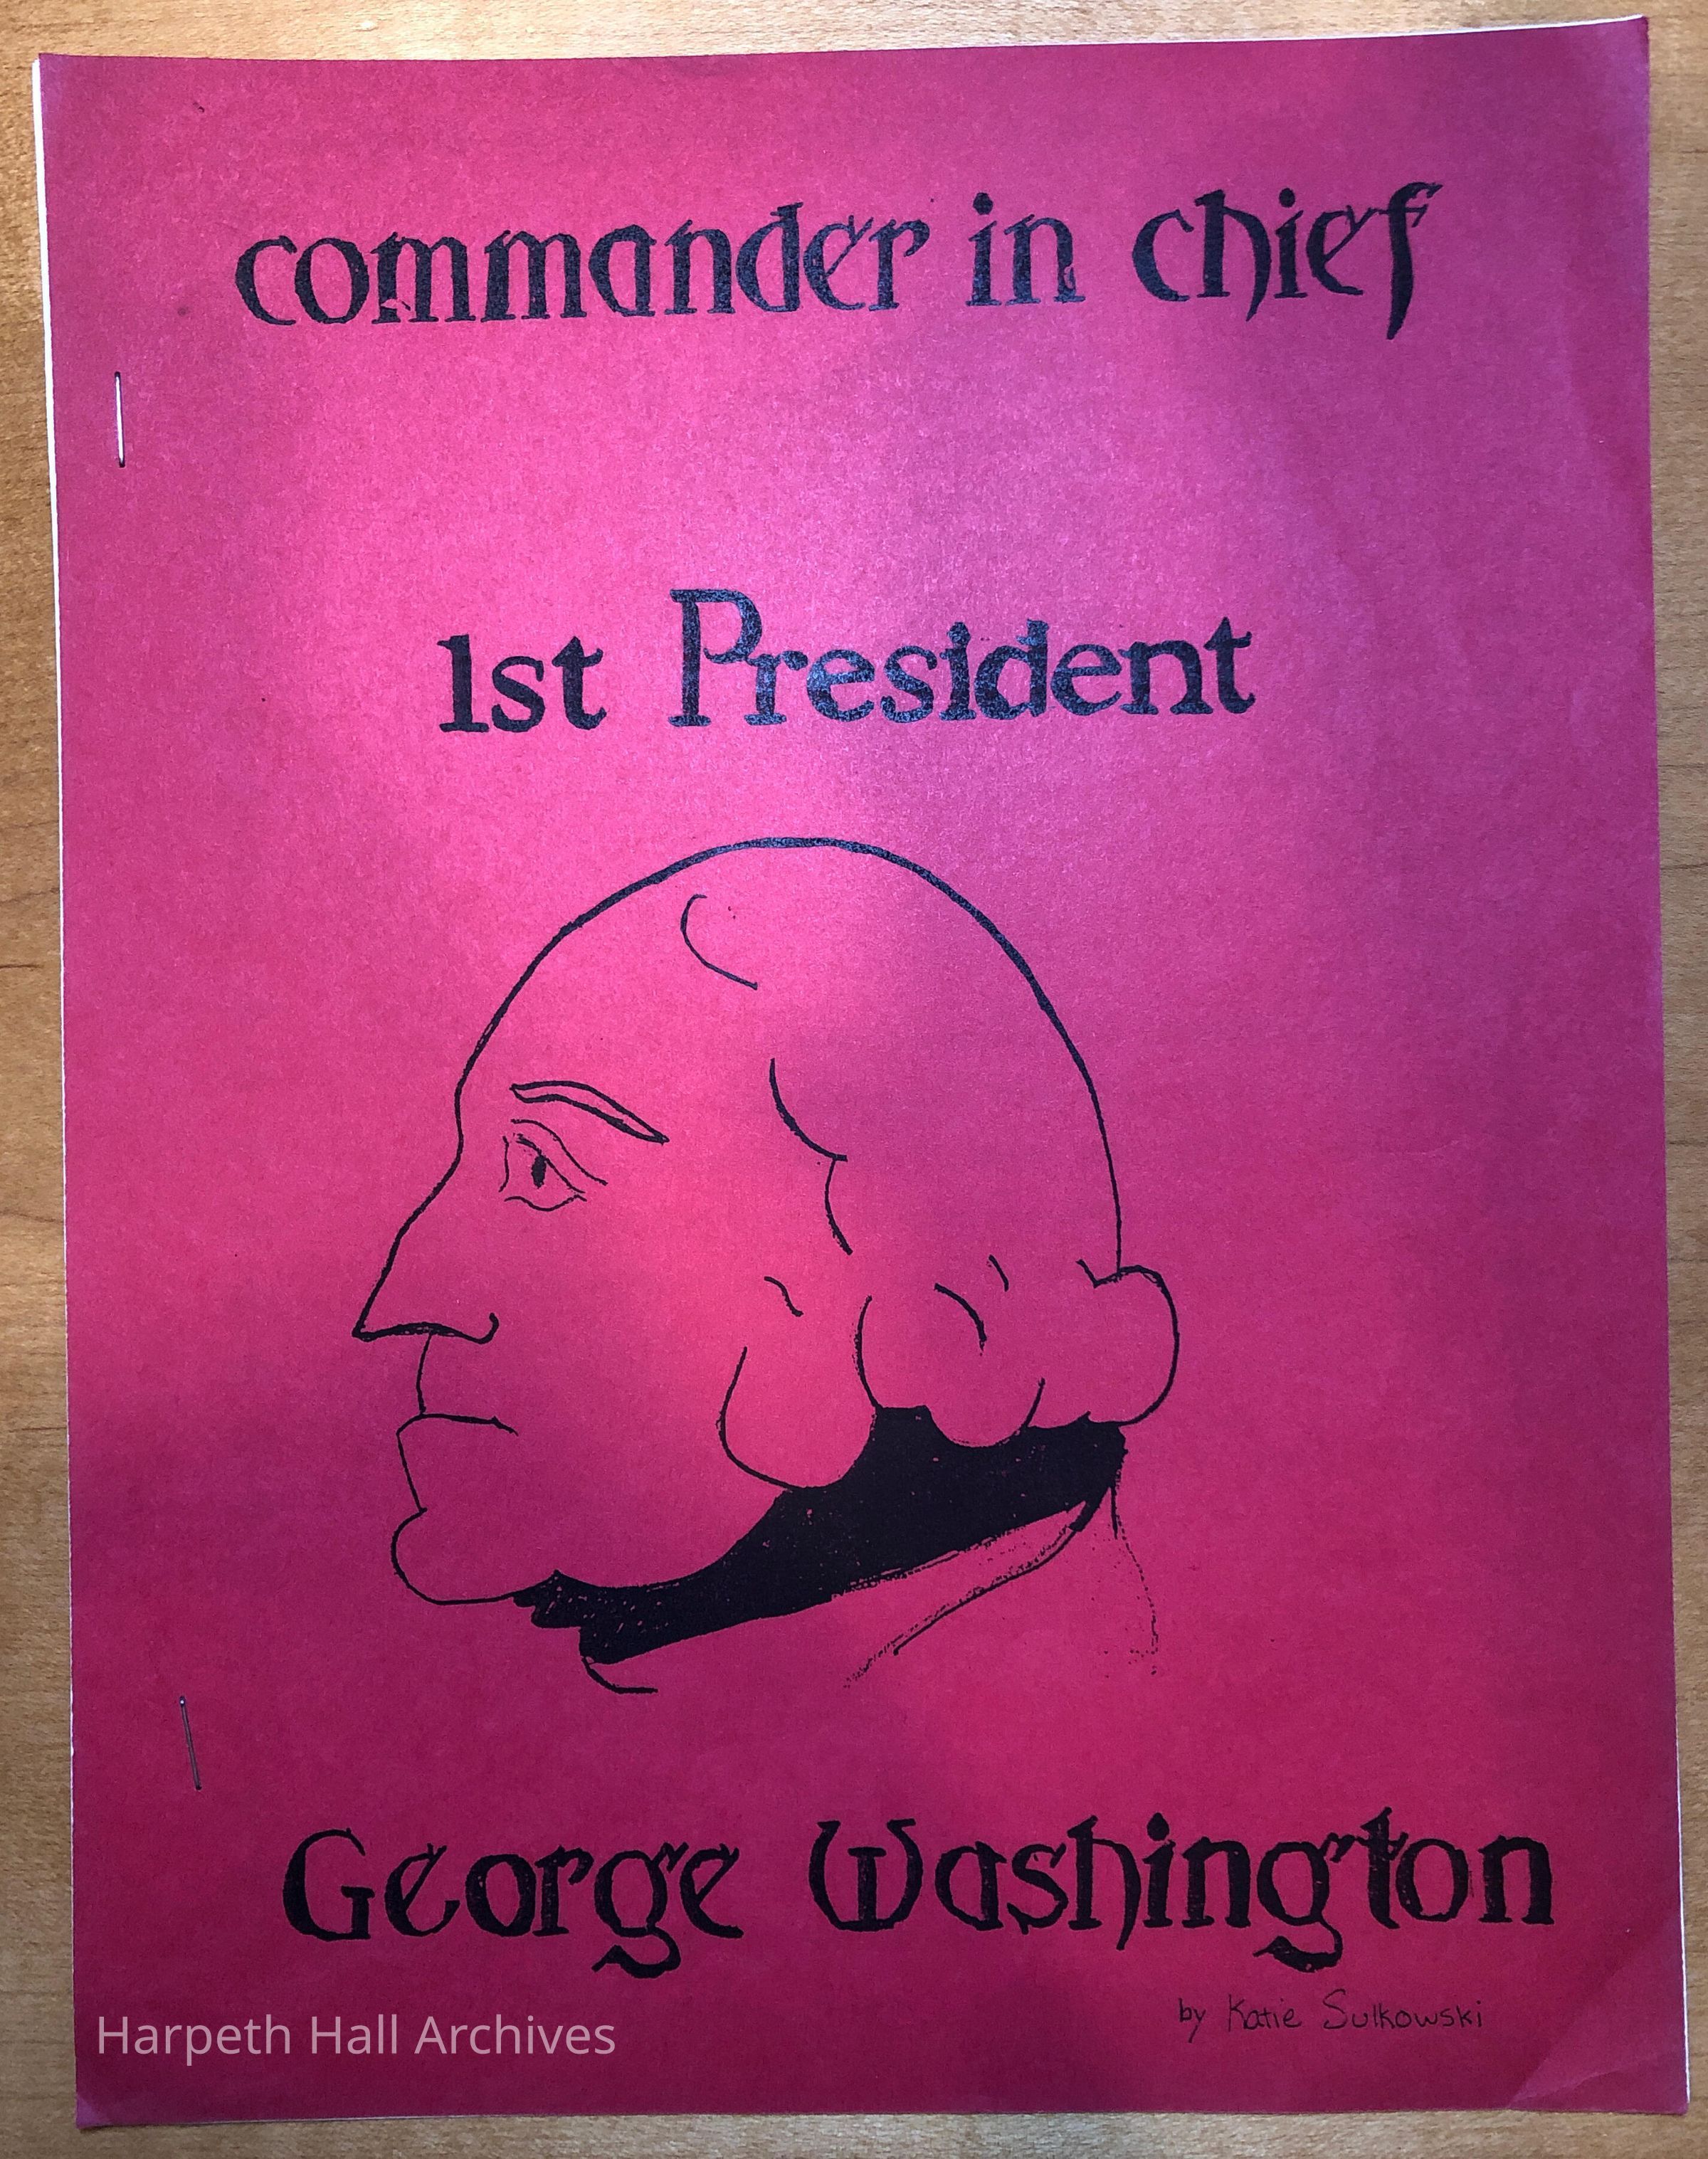 commander in chief
1st President
George Washington
by Katie Sulkowski
Harpeth Hall Archives